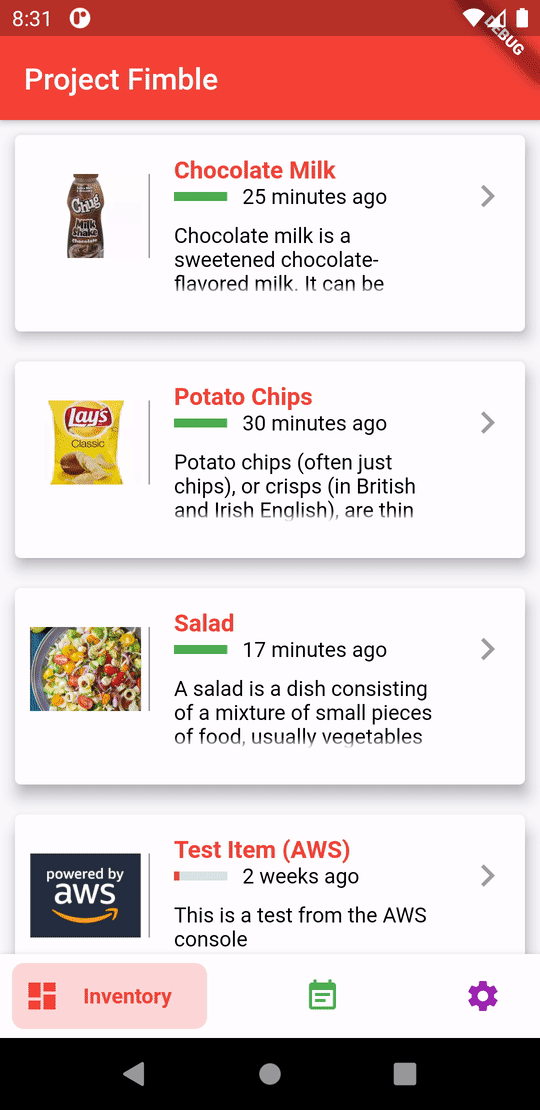 8:31
DEBUG
Project Fimble
Chocolate Milk
25 minutes ago
Chocolate milk is a
sweetened chocolate-
flavored milk. It can be
Chug
Milk
Shake
Chocolate
Potato Chips
30 minutes ago
Potato chips (often just
chips), or crisps (in British
and Irish English), are thin
Lay's
Classic
Salad
17 minutes ago
A salad is a dish consisting
of a mixture of small pieces
of food, usually vegetables
Test Item (AWS)
2 weeks ago
This is a test from the AWS
console
powered by
aws
Inventory